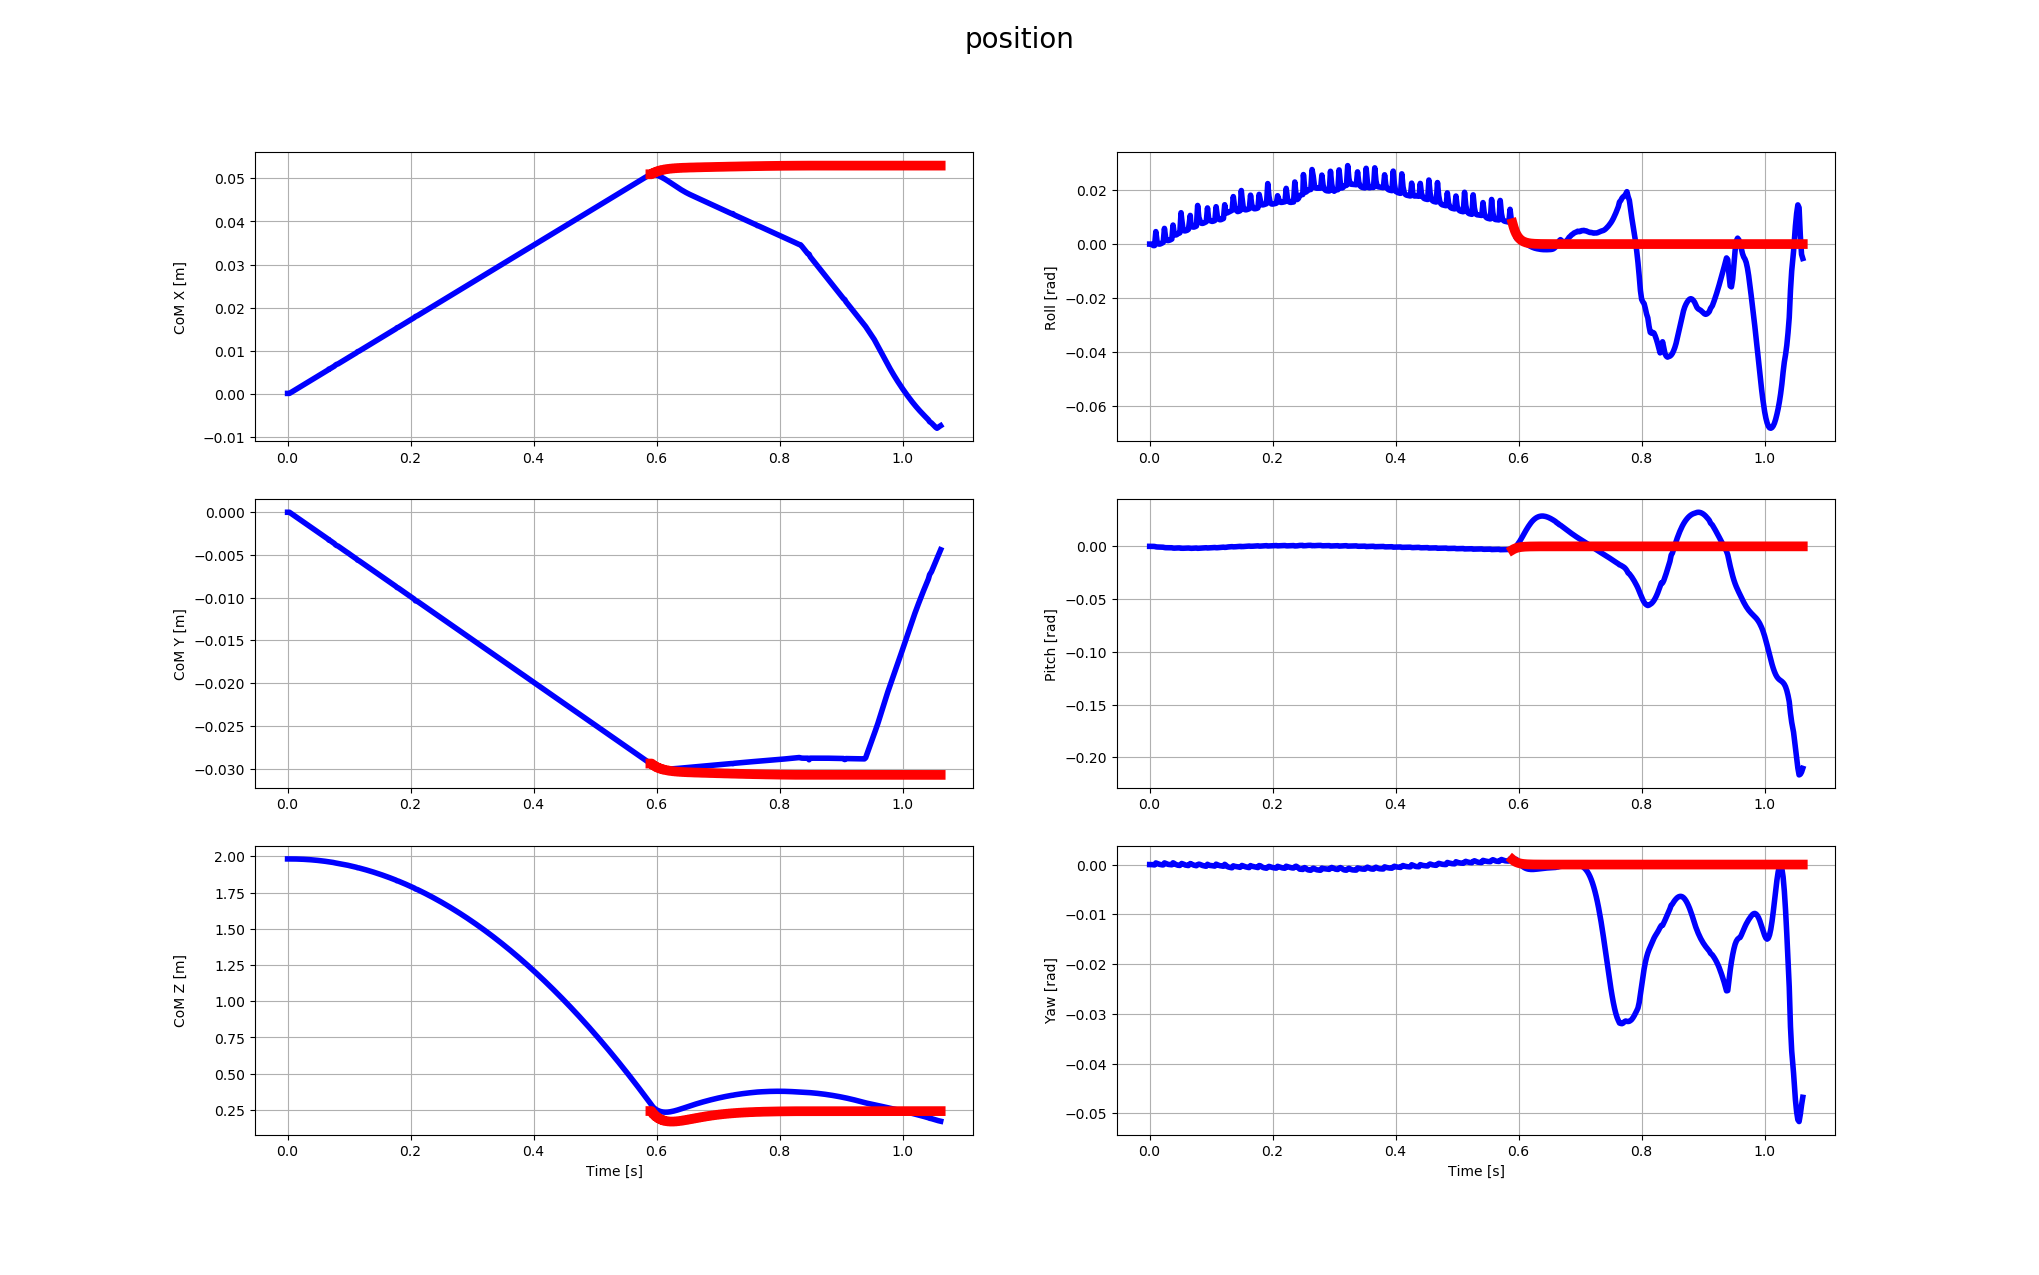 position
0.05
0.04
0.03
0.02
0.01
0.00
−0.01
CoM X [m]
0.0 0.2 0.4 0.6 0.8 1.0
0.02
0.00
−0.02
−0.04
−0.06
Roll [rad]
0.0 0.2 0.4 0.6 0.8 1.0
0.000
−0.005
−0.010
−0.015
−0.020
−0.025
−0.030
CoM Y [m]
0.0 0.2 0.4 0.6 0.8 1.0
0.00
−0.05
−0.10
−0.15
−0.20
Pitch [rad]
0.0 0.2 0.4 0.6 0.8 1.0
2.00
1.75
1.50
1.25
1.00
0.75
0.50
0.25
CoM Z [m]
0.0 0.2 0.4 0.6 0.8 1.0
Time [s]
0.00
−0.01
−0.02
−0.03
−0.04
−0.05
Yaw [rad]
0.0 0.2 0.4 0.6 0.8 1.0
Time [s]